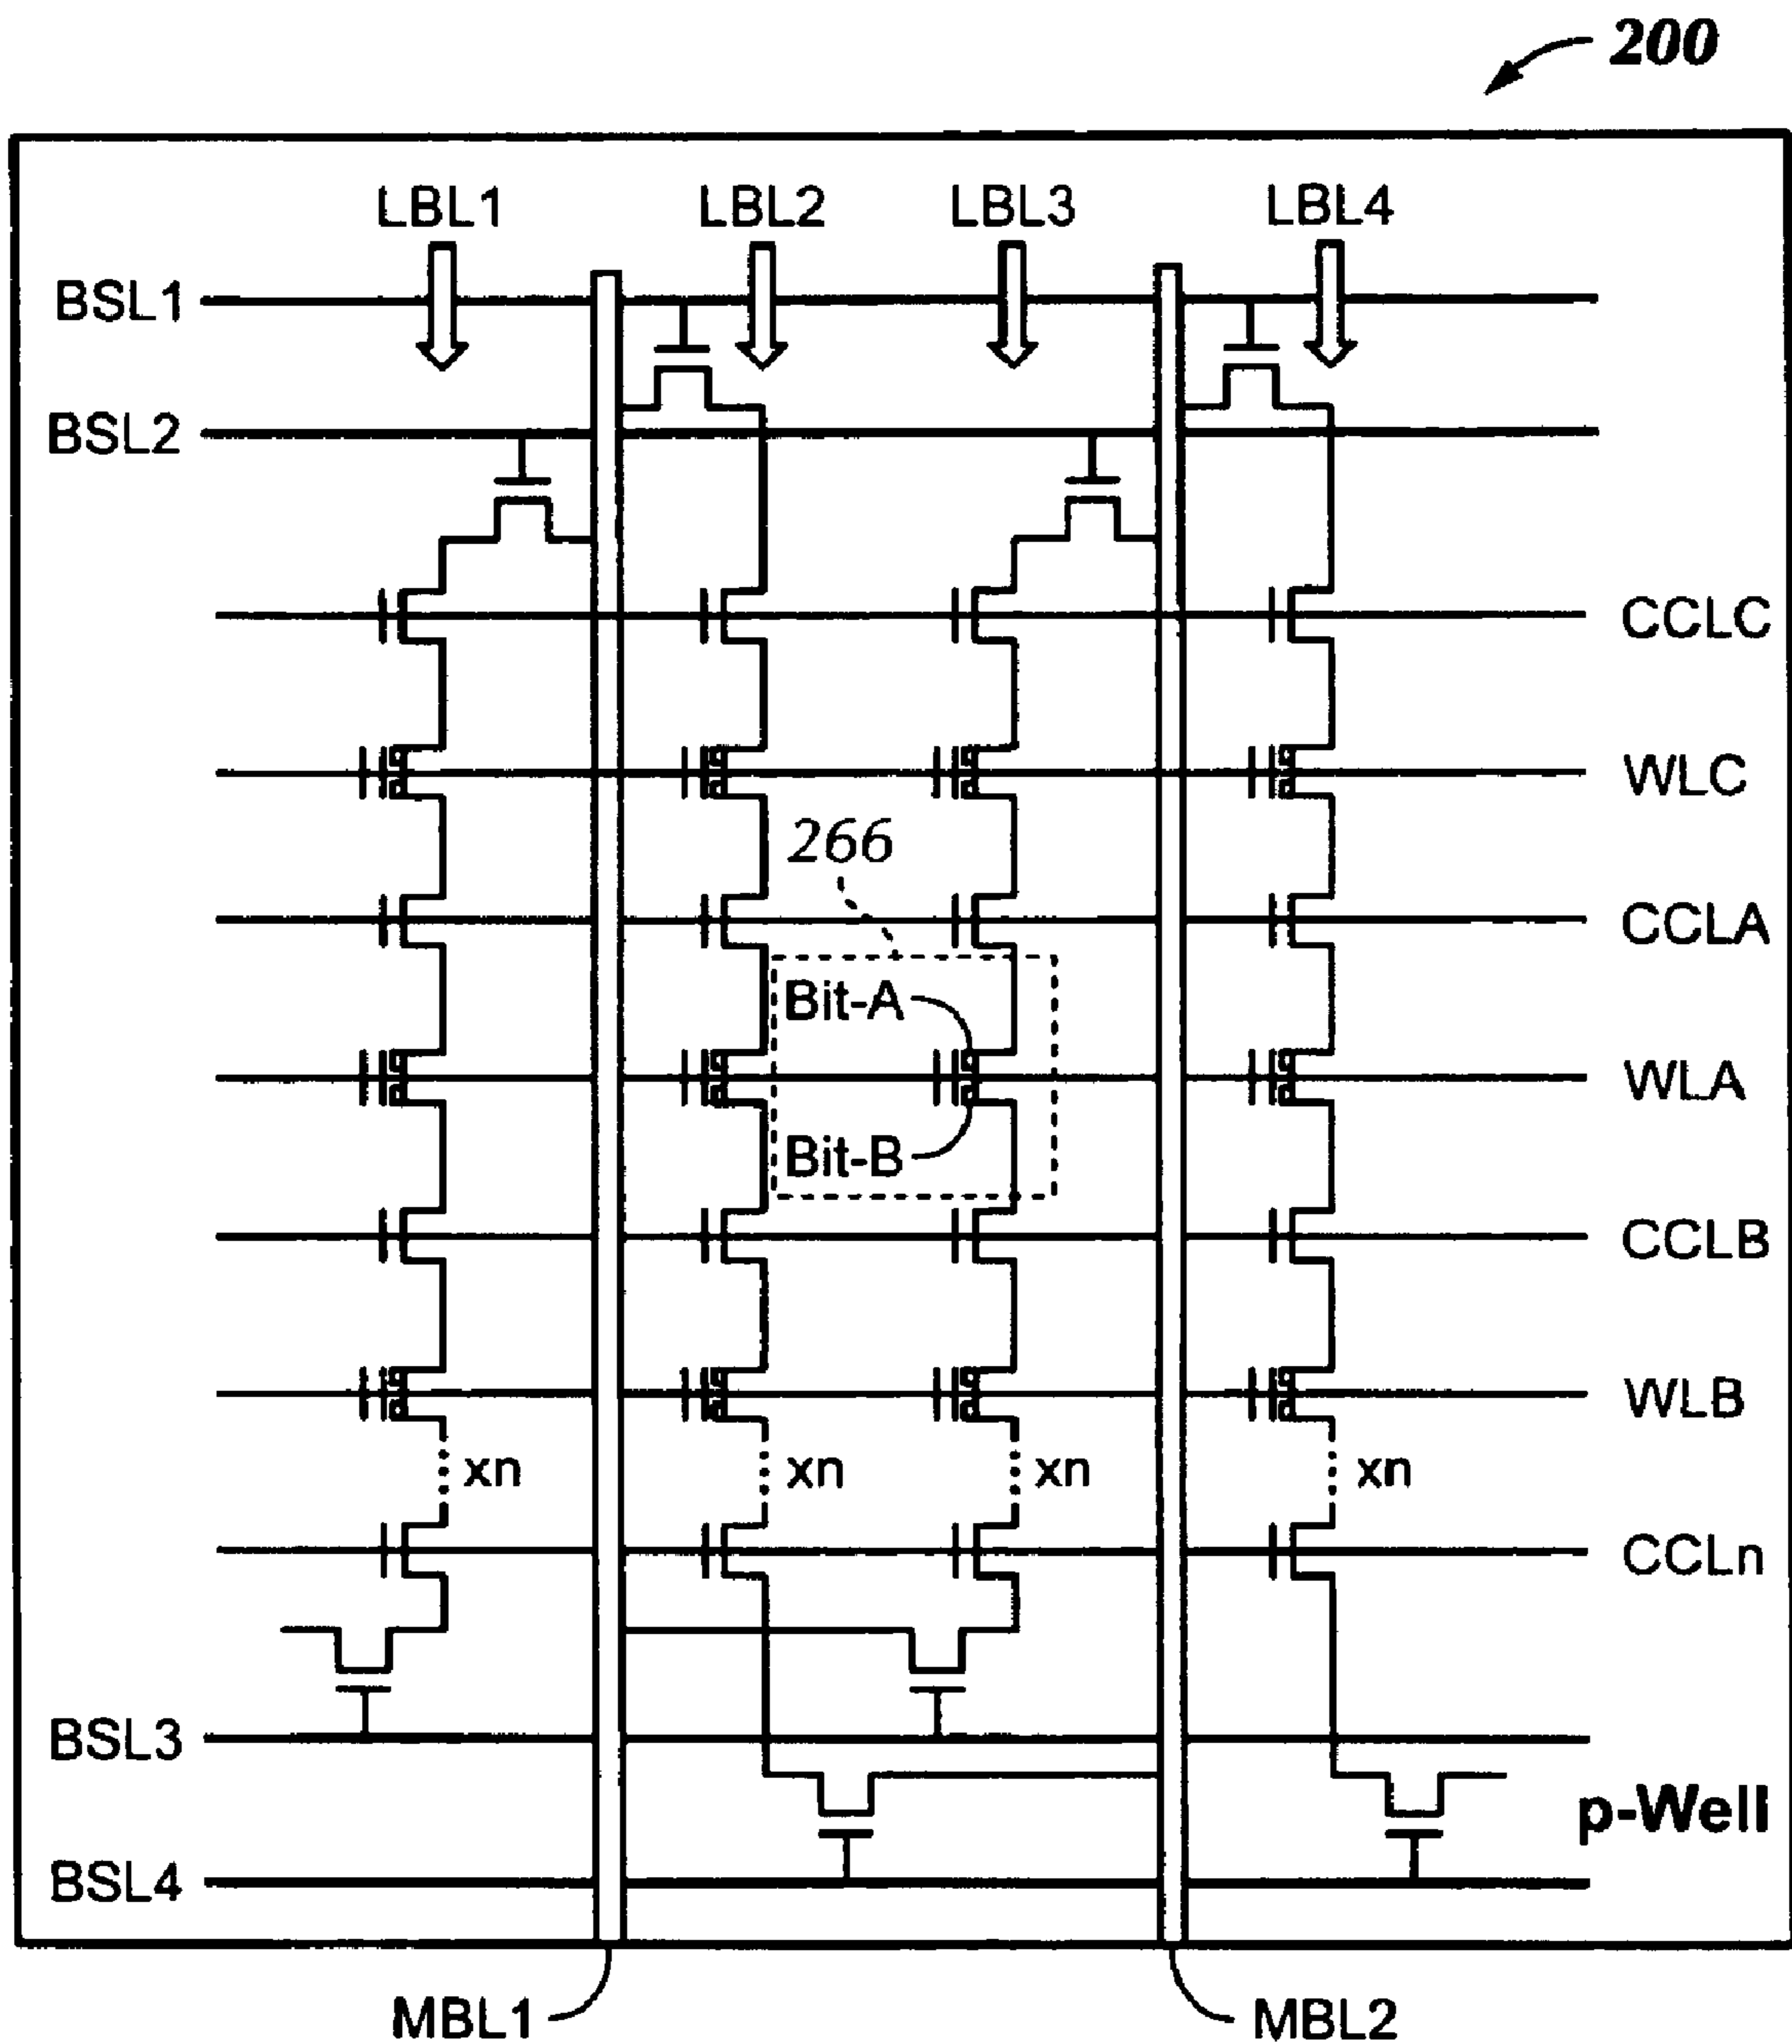 200
LBL1 LBL2 LBL3 LBL4
BSL1
BSL2
CCLC
WLC
266
CCLA
Bit-A
WLA
Bit-B
CCLB
WLB
xn xn xn xn
CCLn
BSL3
p-Well
BSL4
MBL1 MBL2